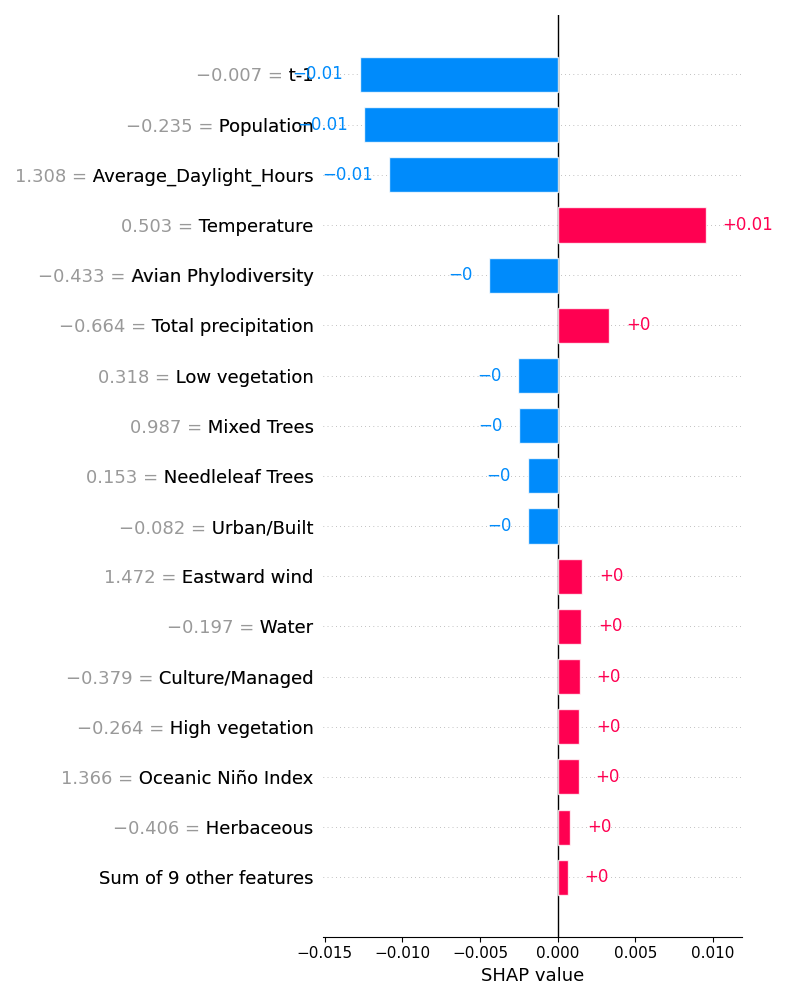 −0.007 = t-1 −0.01
−0.235 = Population −0.01
1.308 = Average_Daylight_Hours −0.01
0.503 = Temperature +0.01
−0.433 = Avian Phylodiversity −0
−0.664 = Total precipitation +0
0.318 = Low vegetation −0
0.987 = Mixed Trees −0
0.153 = Needleleaf Trees −0
−0.082 = Urban/Built −0
1.472 = Eastward wind +0
−0.197 = Water +0
−0.379 = Culture/Managed +0
−0.264 = High vegetation +0
1.366 = Oceanic Niño Index +0
−0.406 = Herbaceous +0
Sum of 9 other features +0
−0.015 −0.010 −0.005 0.000 0.005 0.010
SHAP value